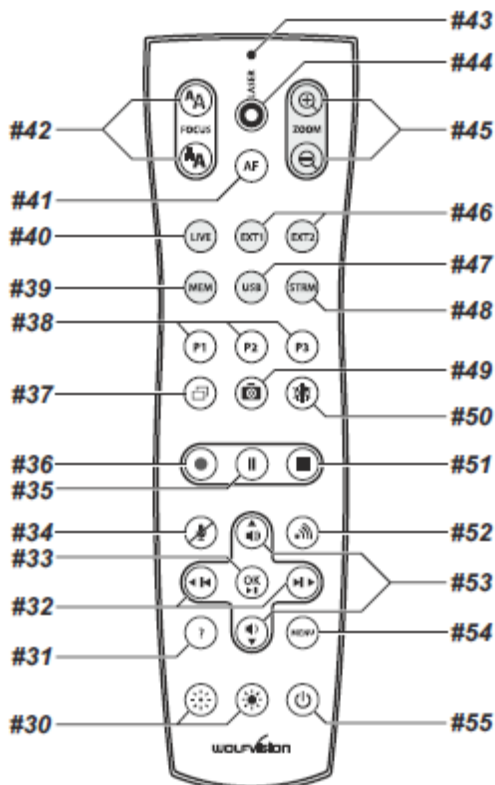 #43
LASER
#44
AA
#42
FOCUS
ZOOM
#45
AA
#41
AF
#46
#40
LIVE
EXT1
EXT2
#47
#39
MEM
USB
STRM
#48
#38
P1
P2
P3
#49
#37
#50
#36
#51
#35
#34
#52
#33
OK
#53
#32
#31
?
MENU
#54
#30
#55
WOLFVISION